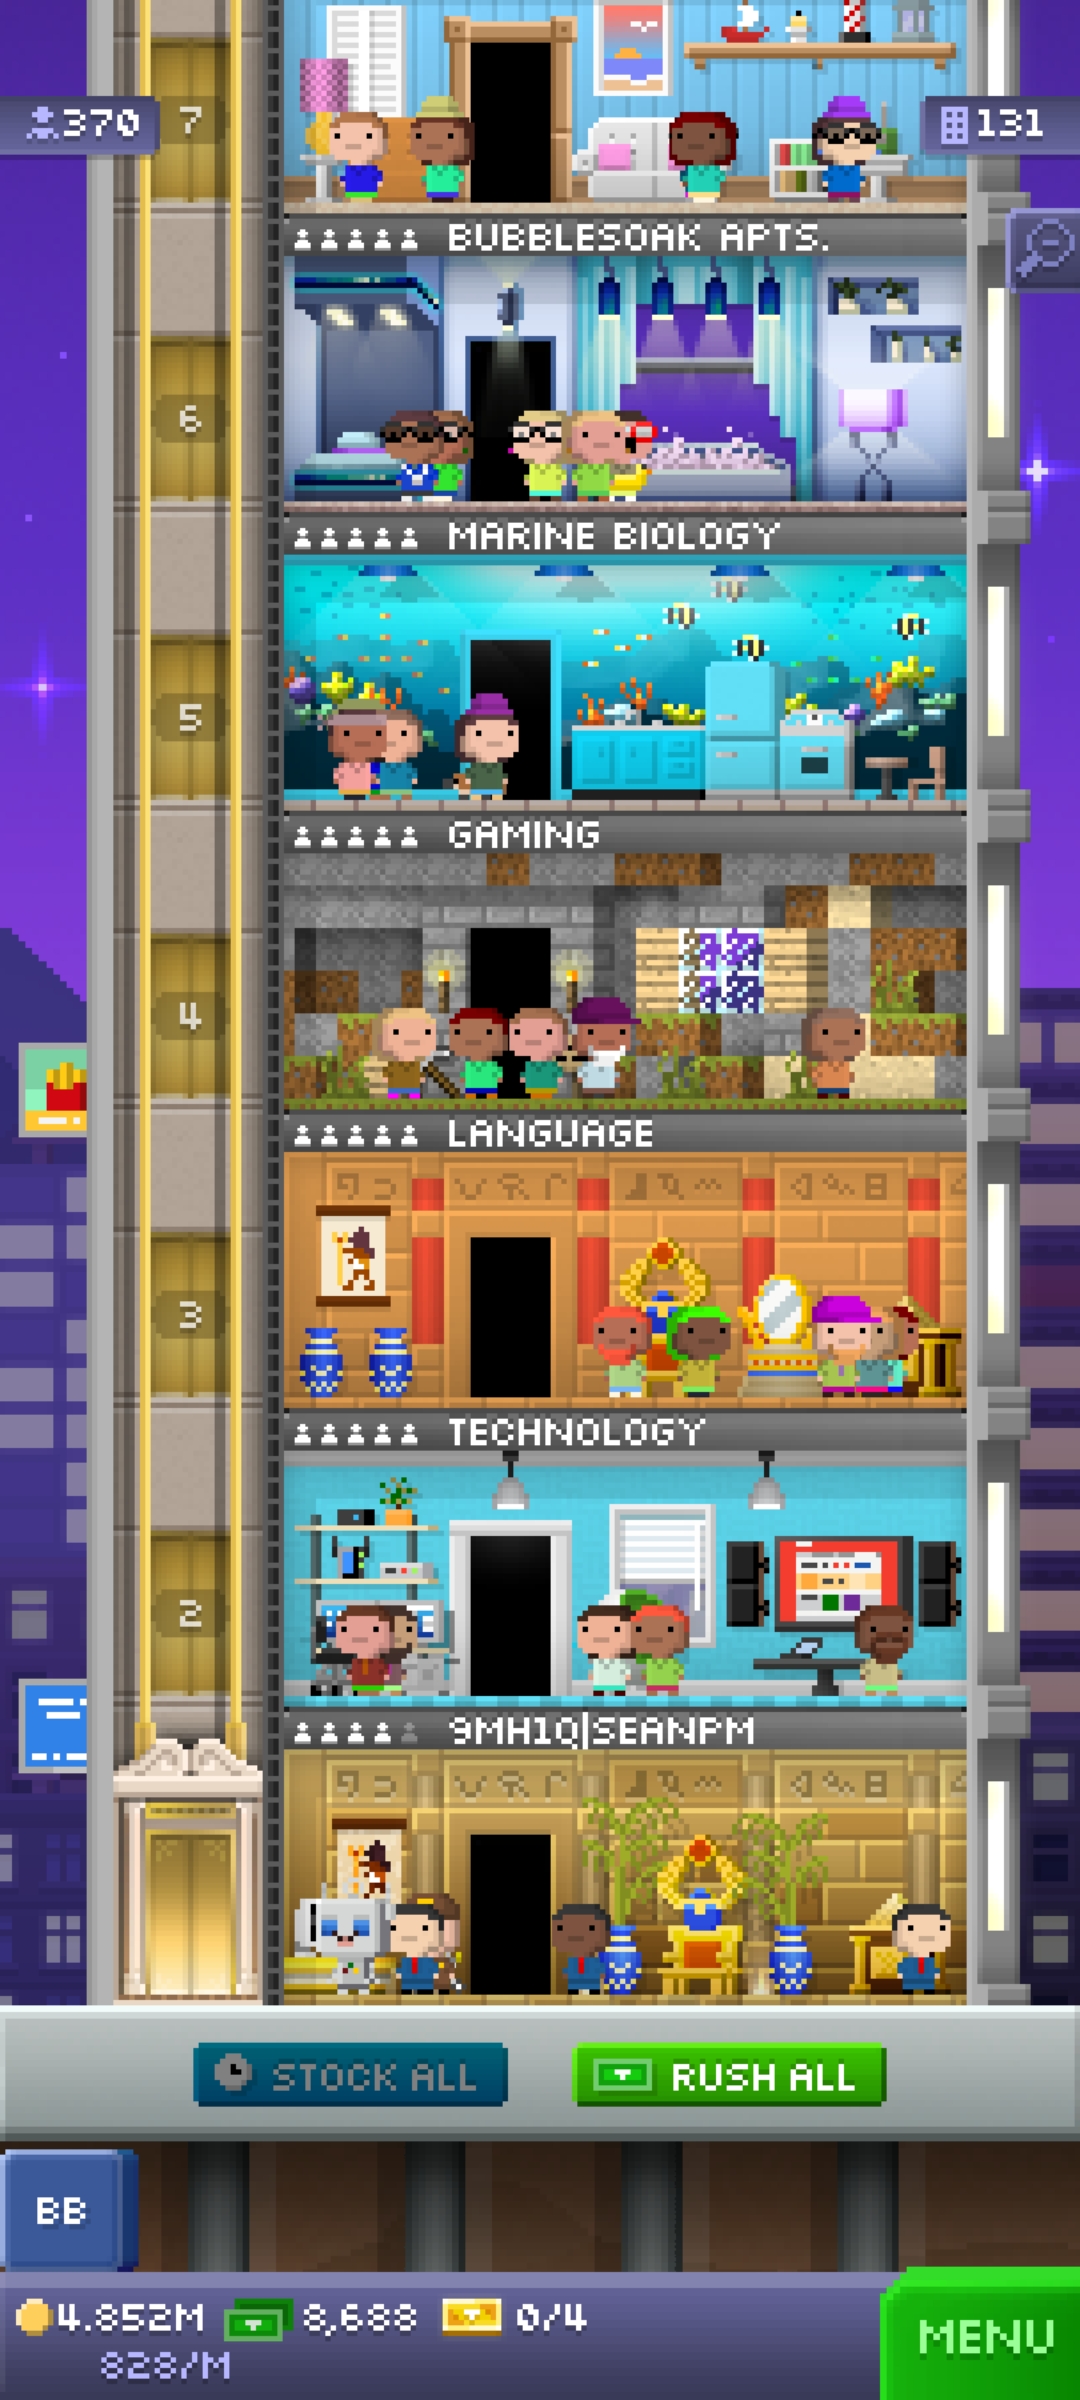 370
7
131
BUBBLESOAK APTS.
6
MARINE BIOLOGY
5
GAMING
4
LANGUAGE
3
TECHNOLOGY
2
9MH1Q|SEANPM
STOCK ALL
RUSH ALL
BB
4.852M 8,688 0/4
828/M
MENU